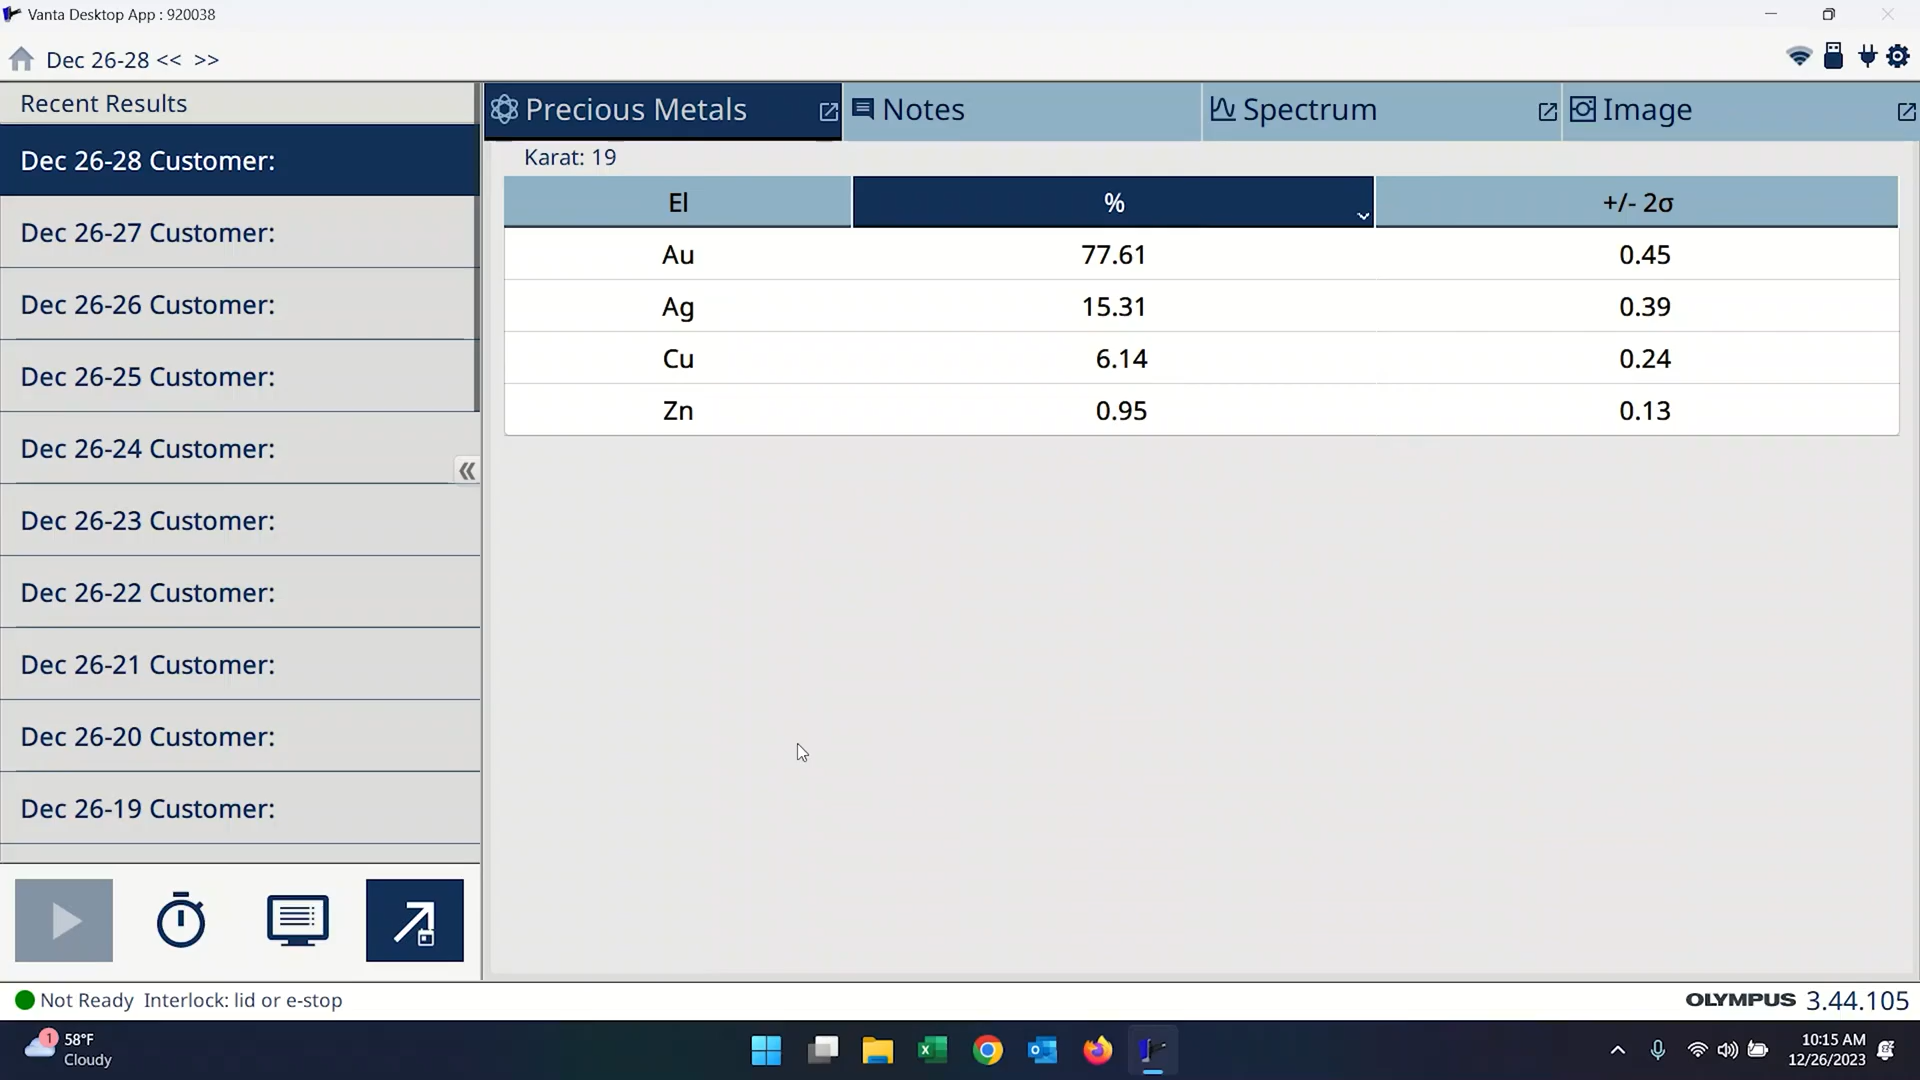 Vanta Desktop App : 920038
Dec 26-28 << >>
Recent Results
Dec 26-28 Customer:
Dec 26-27 Customer:
Dec 26-26 Customer:
Dec 26-25 Customer:
Dec 26-24 Customer:
Dec 26-23 Customer:
Dec 26-22 Customer:
Dec 26-21 Customer:
Dec 26-20 Customer:
Dec 26-19 Customer:
Precious Metals Notes Spectrum Image
Karat: 19
El % +/- 2σ
Au 77.61 0.45
Ag 15.31 0.39
Cu 6.14 0.24
Zn 0.95 0.13
Not Ready Interlock: lid or e-stop
OLYMPUS 3.44.105
1 58°F
Cloudy
10:15 AM
12/26/2023